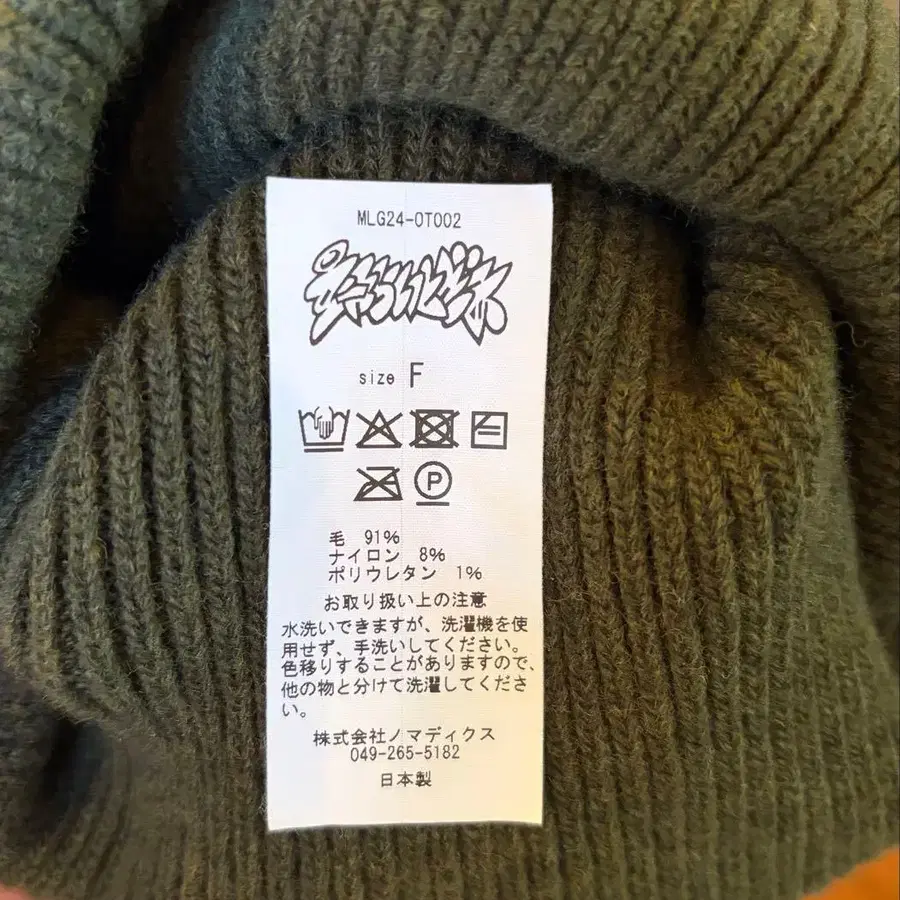 MLG24-OT002
size F
P
毛 91%
ナイロン 8%
ポリウレタン 1%
お取り扱い上の注意
水洗いできますが、洗濯機を使
用せず、手洗いしてください。
色移りすることがありますので、
他の物と分けて洗濯してくださ
い。
株式会社ノマディクス
049-265-5182
日本製